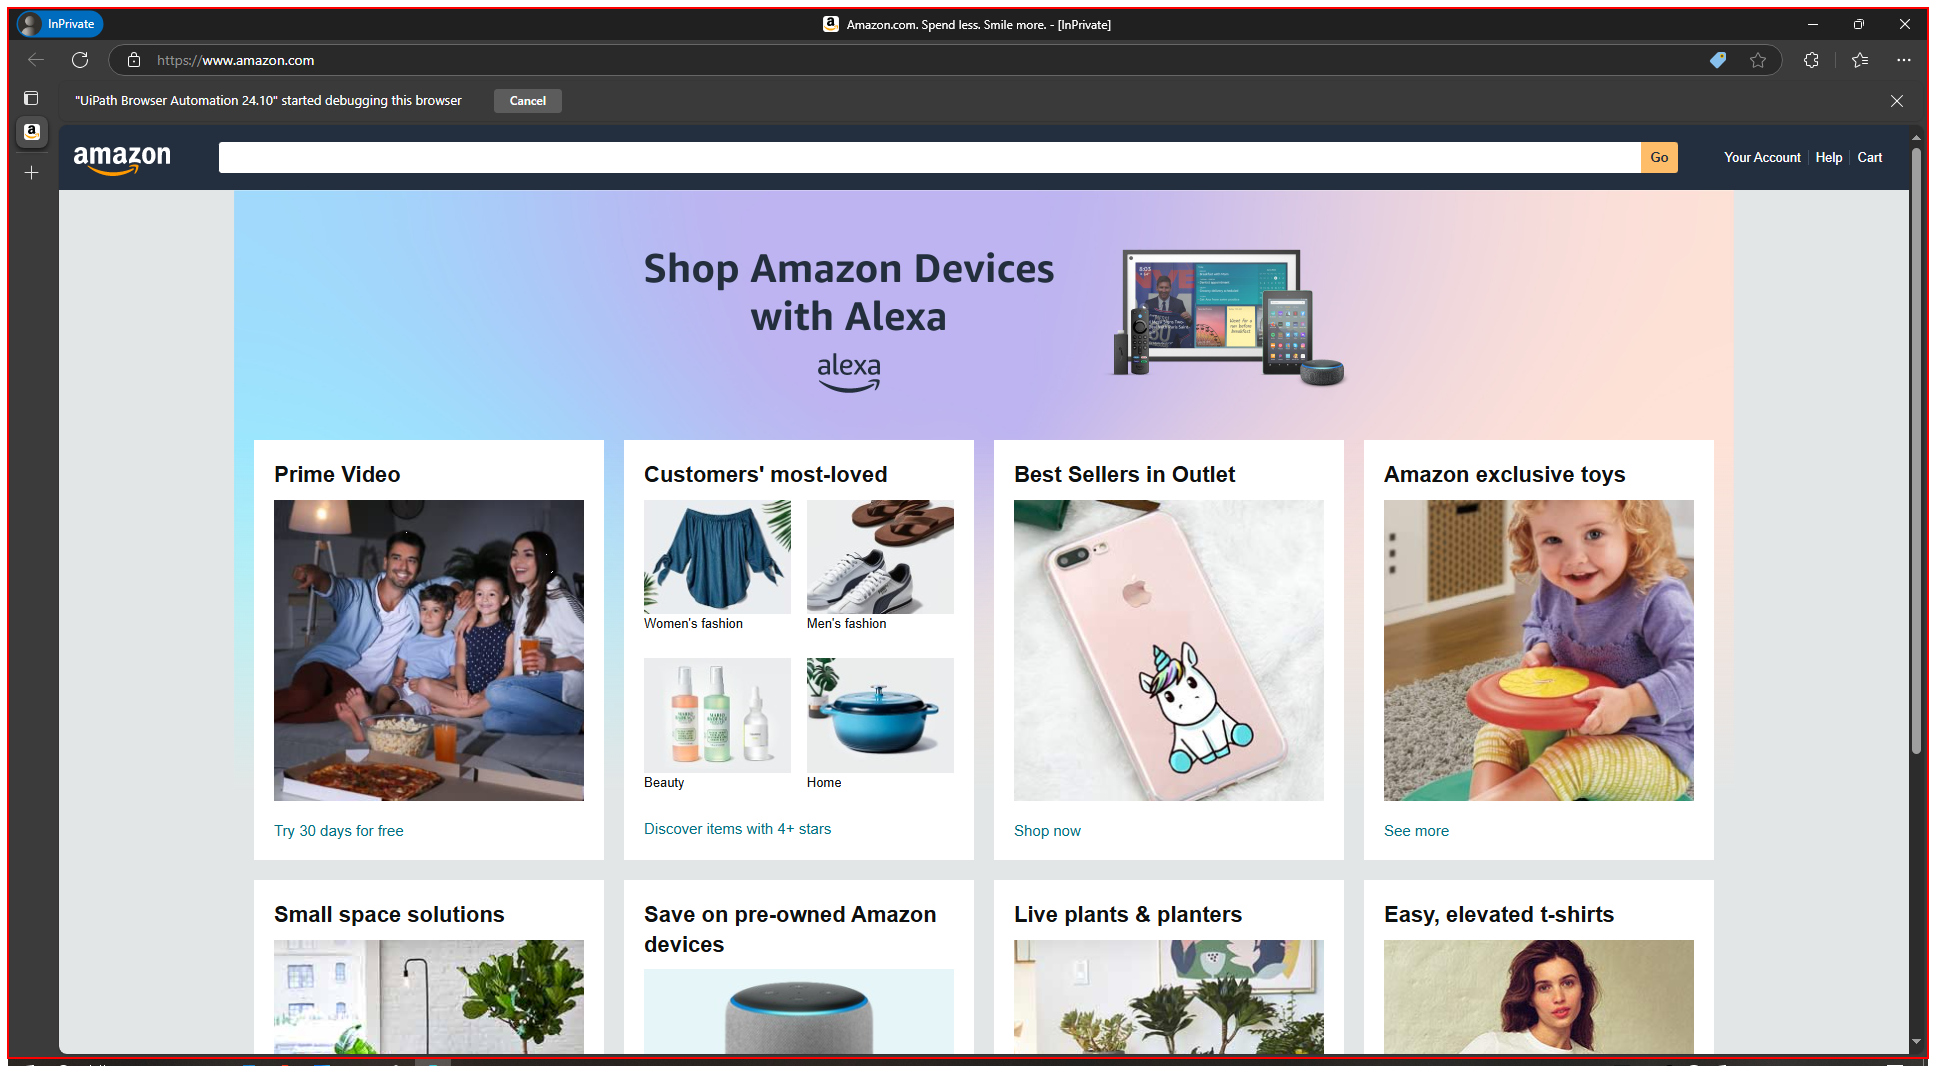 InPrivate
Amazon.com. Spend less. Smile more. - [InPrivate]
https://www.amazon.com
"UiPath Browser Automation 24.10" started debugging this browser
Cancel
amazon
Go
Your Account
Help
Cart
Shop Amazon Devices
with Alexa
alexa
Prime Video
Customers' most-loved
Best Sellers in Outlet
Amazon exclusive toys
Women's fashion
Men's fashion
Beauty
Home
Try 30 days for free
Discover items with 4+ stars
Shop now
See more
Small space solutions
Save on pre-owned Amazon
devices
Live plants & planters
Easy, elevated t-shirts